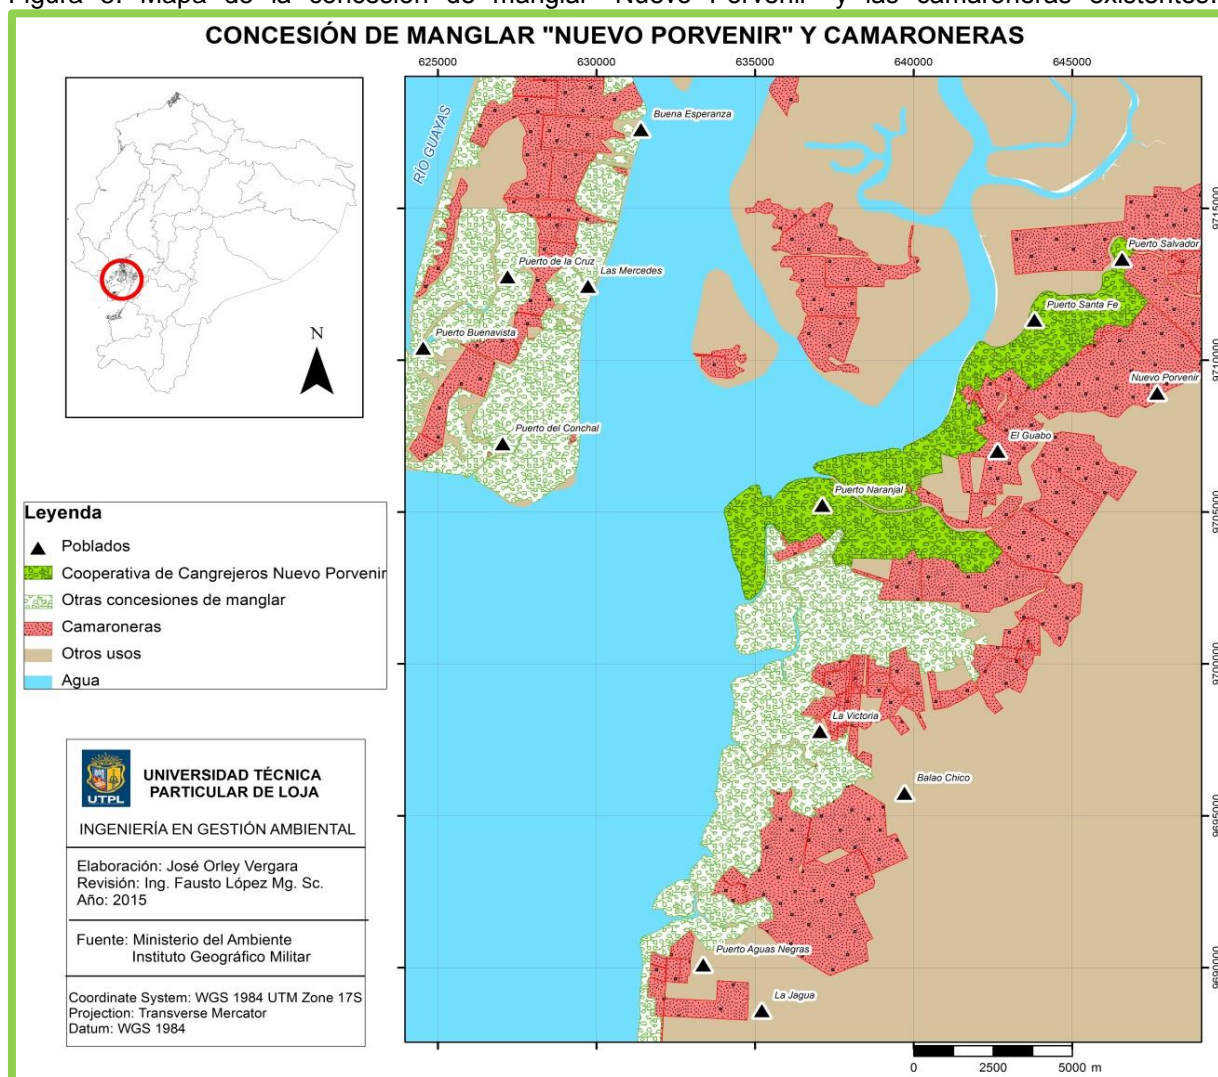 Figura 3. Mapa de la concesión de manglar "Nuevo Porvenir" y las camaroneras existentes.
CONCESIÓN DE MANGLAR "NUEVO PORVENIR" Y CAMARONERAS
625000 630000 635000 640000 645000
RÍO GUAYAS
Buena Esperanza
9715000
Puerto Salvador
Puerto de la Cruz
Las Mercedes
Puerto Santa Fe
N
Puerto Buenavista
9710000
Nuevo Porvenir
Puerto del Conchal
El Guabo
Puerto Naranjal
9705000
Leyenda
Poblados
Cooperativa de Cangrejeros Nuevo Porvenir
Otras concesiones de manglar
Camaroneras
Otros usos
Agua
9700000
La Victoria
Balao Chico
9695000
Puerto Aguas Negras
9690000
La Jagua
UTPL
UNIVERSIDAD TÉCNICA
PARTICULAR DE LOJA
INGENIERÍA EN GESTIÓN AMBIENTAL
Elaboración: José Orley Vergara
Revisión: Ing. Fausto López Mg. Sc.
Año: 2015
Fuente: Ministerio del Ambiente
Instituto Geográfico Militar
Coordinate System: WGS 1984 UTM Zone 17S
Projection: Transverse Mercator
Datum: WGS 1984
0 2500 5000 m